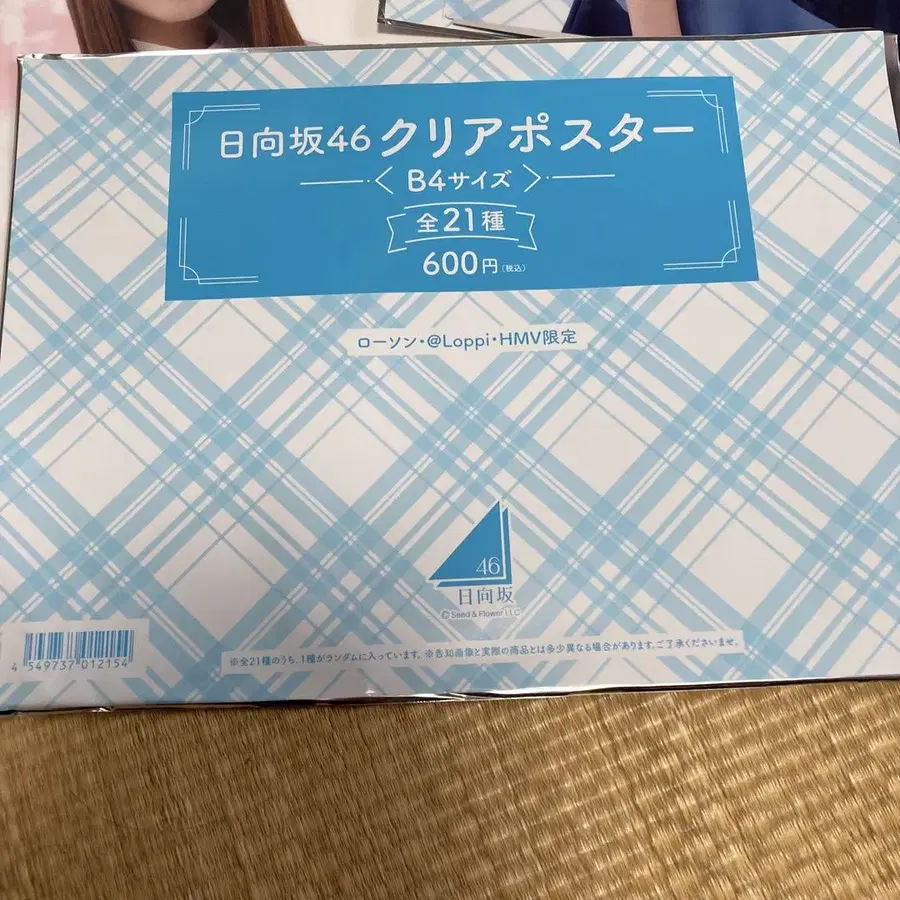 日向坂46 クリアポスター
〈 B4サイズ 〉
全21種
600円(税込)
ローソン・@Loppi・HMV限定
46
日向坂
© Seed & Flower LLC
4 549737 012154
※全21種のうち、1種がランダムに入っています。※告知画像と実際の商品とは多少異なる場合があります。ご了承くださいませ。